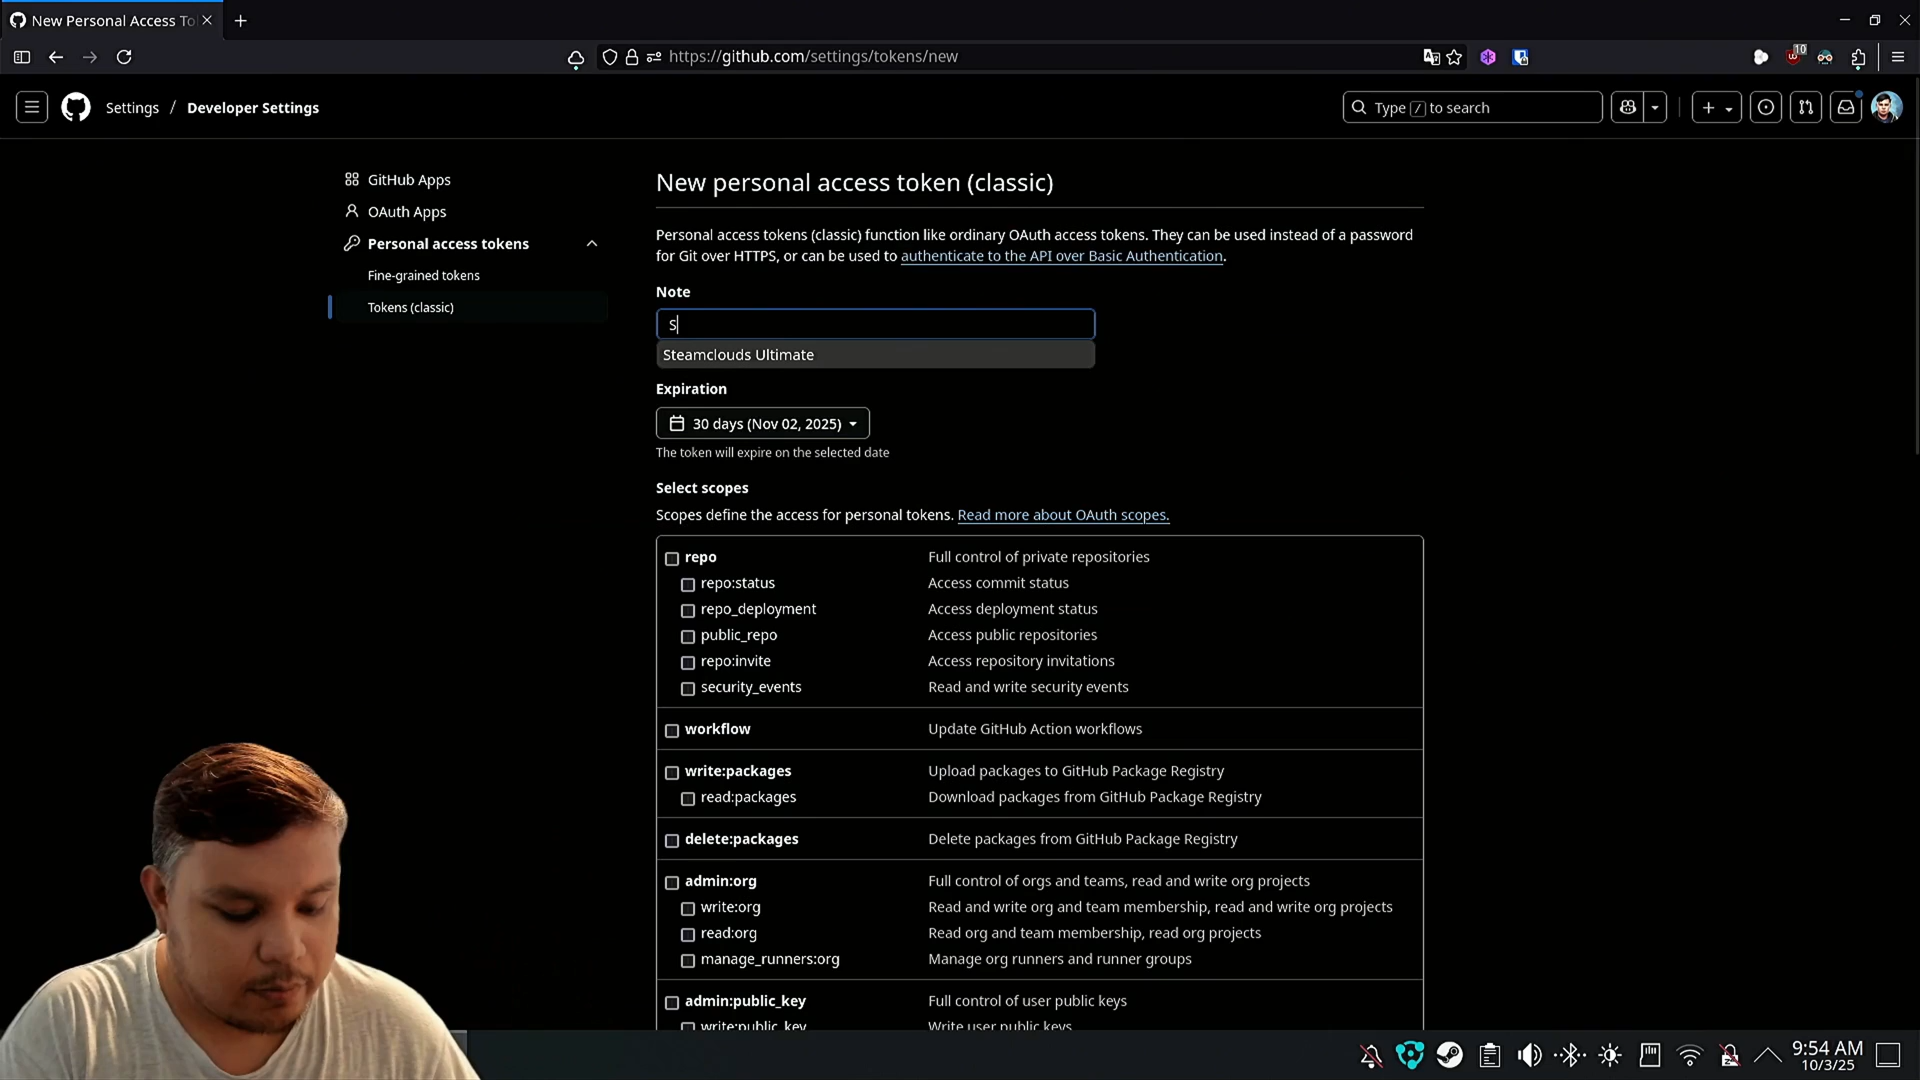 New Personal Access To
https://github.com/settings/tokens/new
10
Settings / Developer Settings
Type / to search
GitHub Apps
OAuth Apps
Personal access tokens
Fine-grained tokens
Tokens (classic)
New personal access token (classic)
Personal access tokens (classic) function like ordinary OAuth access tokens. They can be used instead of a password
for Git over HTTPS, or can be used to authenticate to the API over Basic Authentication.
Note
S
Steamclouds Ultimate
Expiration
30 days (Nov 02, 2025)
The token will expire on the selected date
Select scopes
Scopes define the access for personal tokens. Read more about OAuth scopes.
repo Full control of private repositories
repo:status Access commit status
repo_deployment Access deployment status
public_repo Access public repositories
repo:invite Access repository invitations
security_events Read and write security events
workflow Update GitHub Action workflows
write:packages Upload packages to GitHub Package Registry
read:packages Download packages from GitHub Package Registry
delete:packages Delete packages from GitHub Package Registry
admin:org Full control of orgs and teams, read and write org projects
write:org Read and write org and team membership, read and write org projects
read:org Read org and team membership, read org projects
manage_runners:org Manage org runners and runner groups
admin:public_key Full control of user public keys
write:public_key Write user public keys
9:54 AM
10/3/25